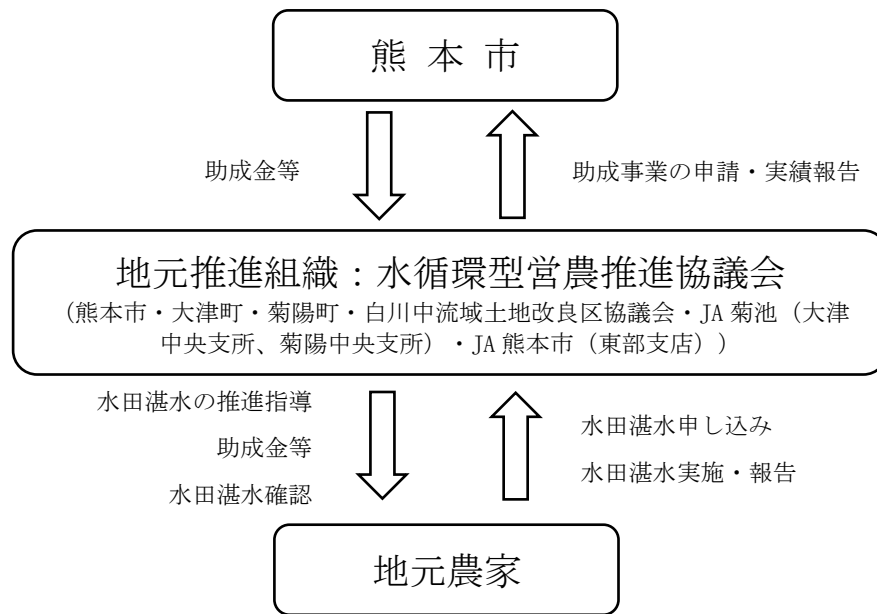 熊本市
助成金等
助成事業の申請・実績報告
地元推進組織：水循環型営農推進協議会
（熊本市・大津町・菊陽町・白川中流域土地改良区協議会・JA 菊池（大津
中央支所、菊陽中央支所）・JA 熊本市（東部支店））
水田湛水の推進指導
助成金等
水田湛水確認
水田湛水申し込み
水田湛水実施・報告
地元農家